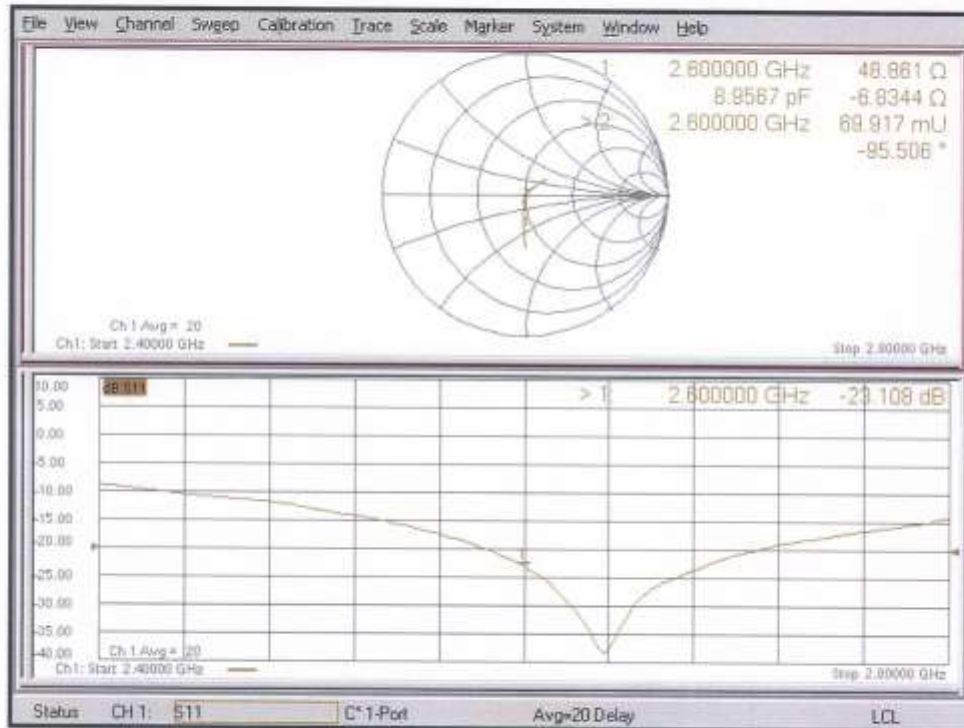 File View Channel Sweep Calibration Trace Scale Marker System Window Help
1 2.600000 GHz 48.861 Ω
8.9567 pF -6.8344 Ω
> 2 2.600000 GHz 69.917 mU
-95.506 °
Ch 1 Avg = 20
Ch1: Start 2.40000 GHz
Stop 2.80000 GHz
10.00
dB S11
> 1 2.600000 GHz -23.108 dB
5.00
0.00
-5.00
-10.00
-15.00
-20.00
1
-25.00
-30.00
-35.00
-40.00
Ch 1 Avg = 20
Ch1: Start 2.40000 GHz
Stop 2.80000 GHz
Status CH 1: S11 C* 1-Port Avg=20 Delay LCL